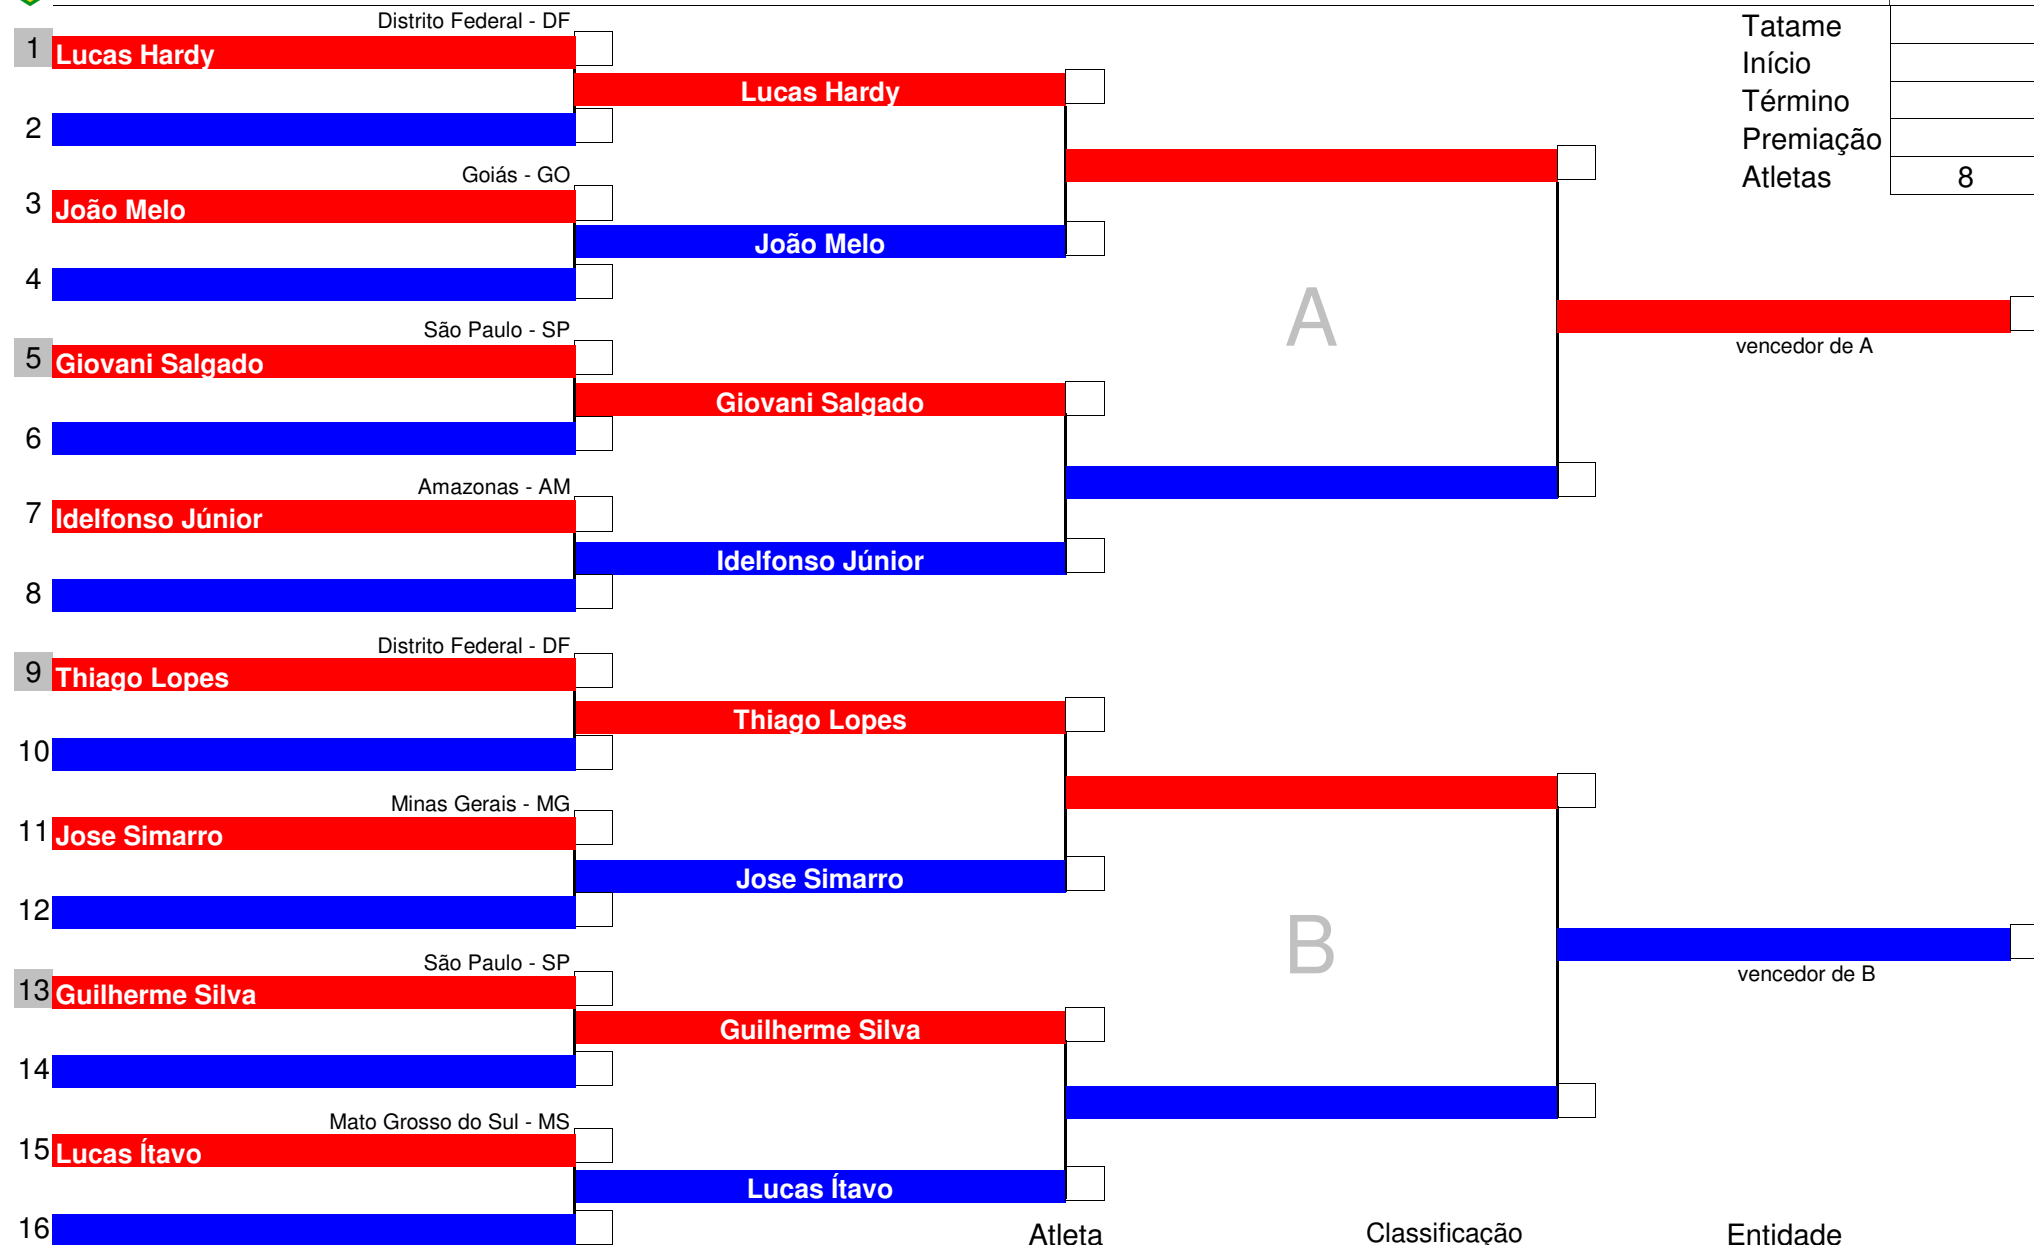 Distrito Federal - DF
1 Lucas Hardy
Lucas Hardy
2
Goiás - GO
3 João Melo
João Melo
4
São Paulo - SP
5 Giovani Salgado
Giovani Salgado
6
Amazonas - AM
7 Idelfonso Júnior
Idelfonso Júnior
8
Distrito Federal - DF
9 Thiago Lopes
Thiago Lopes
10
Minas Gerais - MG
11 Jose Simarro
Jose Simarro
12
São Paulo - SP
13 Guilherme Silva
Guilherme Silva
14
Mato Grosso do Sul - MS
15 Lucas Ítavo
Lucas Ítavo
16
A
B
vencedor de A
vencedor de B
Tatame
Início
Término
Premiação
Atletas 8
Atleta Classificação Entidade